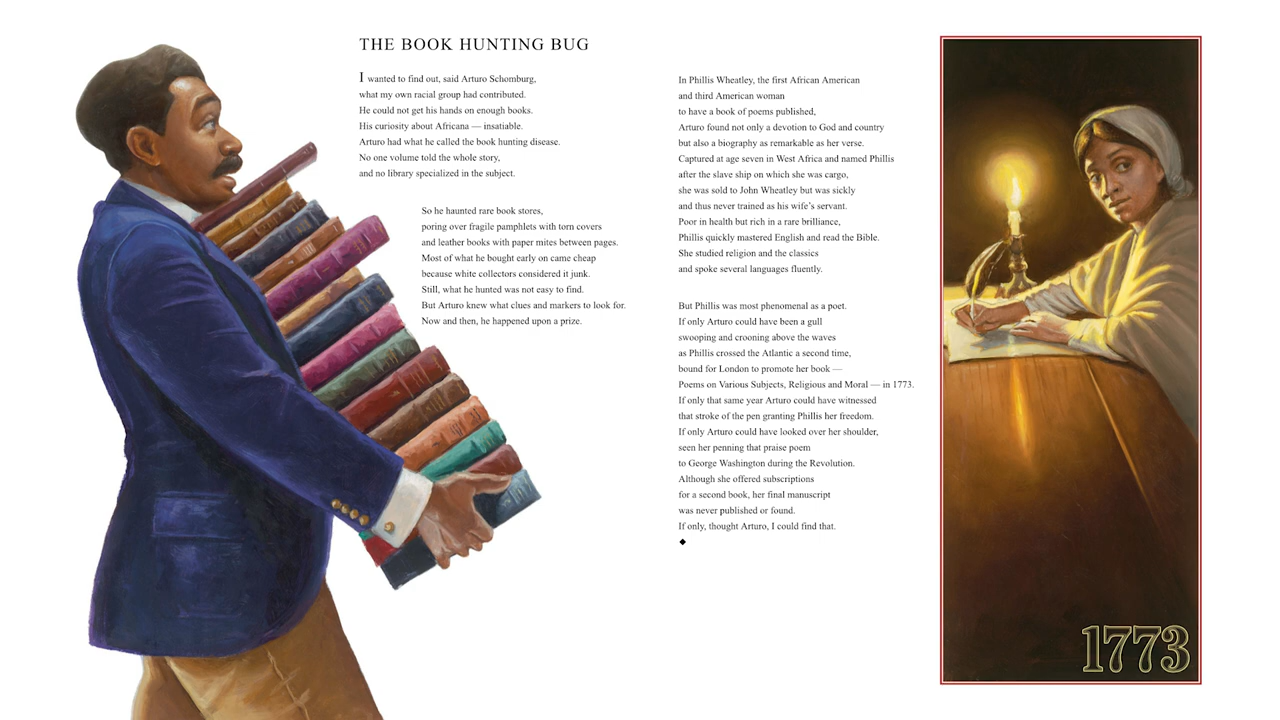 THE BOOK HUNTING BUG
I wanted to find out, said Arturo Schomburg,
what my own racial group had contributed.
He could not get his hands on enough books.
His curiosity about Africana — insatiable.
Arturo had what he called the book hunting disease.
No one volume told the whole story,
and no library specialized in the subject.
So he haunted rare book stores,
poring over fragile pamphlets with torn covers
and leather books with paper mites between pages.
Most of what he bought early on came cheap
because white collectors considered it junk.
Still, what he hunted was not easy to find.
But Arturo knew what clues and markers to look for.
Now and then, he happened upon a prize.
In Phillis Wheatley, the first African American
and third American woman
to have a book of poems published,
Arturo found not only a devotion to God and country
but also a biography as remarkable as her verse.
Captured at age seven in West Africa and named Phillis
after the slave ship on which she was cargo,
she was sold to John Wheatley but was sickly
and thus never trained as his wife's servant.
Poor in health but rich in a rare brilliance,
Phillis quickly mastered English and read the Bible.
She studied religion and the classics
and spoke several languages fluently.
But Phillis was most phenomenal as a poet.
If only Arturo could have been a gull
swooping and crooning above the waves
as Phillis crossed the Atlantic a second time,
bound for London to promote her book —
Poems on Various Subjects, Religious and Moral — in 1773.
If only that same year Arturo could have witnessed
that stroke of the pen granting Phillis her freedom.
If only Arturo could have looked over her shoulder,
seen her penning that praise poem
to George Washington during the Revolution.
Although she offered subscriptions
for a second book, her final manuscript
was never published or found.
If only, thought Arturo, I could find that.
◆
1773